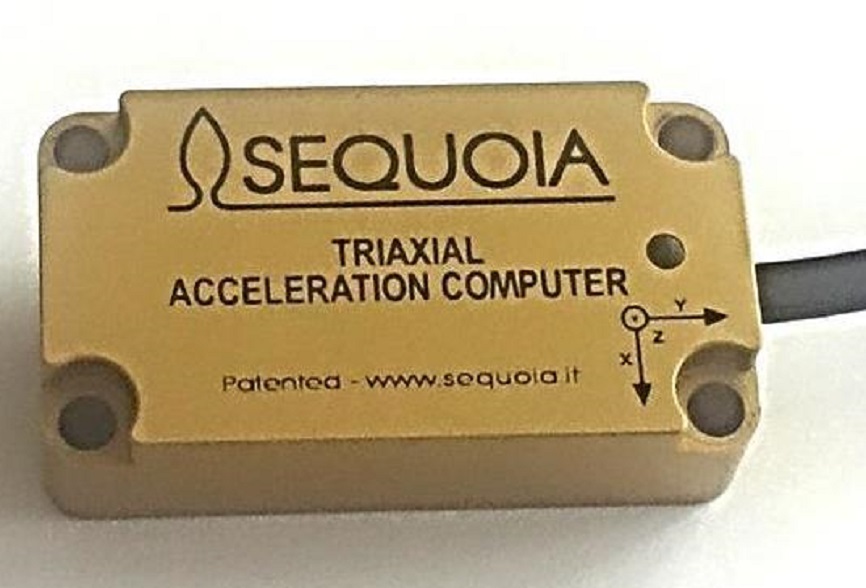 SEQUOIA
TRIAXIAL
ACCELERATION COMPUTER
Y
Z
X
Patented - www.sequoia.it